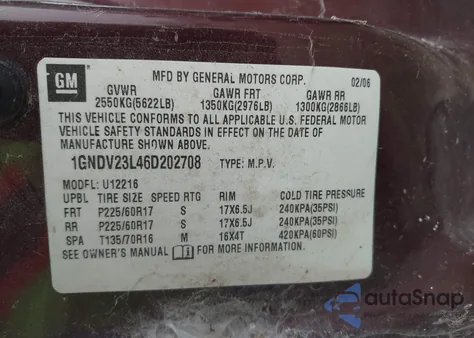 GM
MFD BY GENERAL MOTORS CORP. 02/06
GVWR GAWR FRT GAWR RR
2550KG(5622LB) 1350KG(2976LB) 1300KG(2866LB)
THIS VEHICLE CONFORMS TO ALL APPLICABLE U.S. FEDERAL MOTOR
VEHICLE SAFETY STANDARDS IN EFFECT ON THE DATE OF
MANUFACTURE SHOWN ABOVE.
1GNDV23L46D202708 TYPE: M.P.V.
MODEL: U12216
UPBL TIRE SIZE SPEED RTG RIM COLD TIRE PRESSURE
FRT P225/60R17 S 17X6.5J 240KPA(35PSI)
RR P225/60R17 S 17X6.5J 240KPA(35PSI)
SPA T135/70R16 M 16X4T 420KPA(60PSI)
SEE OWNER'S MANUAL FOR MORE INFORMATION.
autoSnap